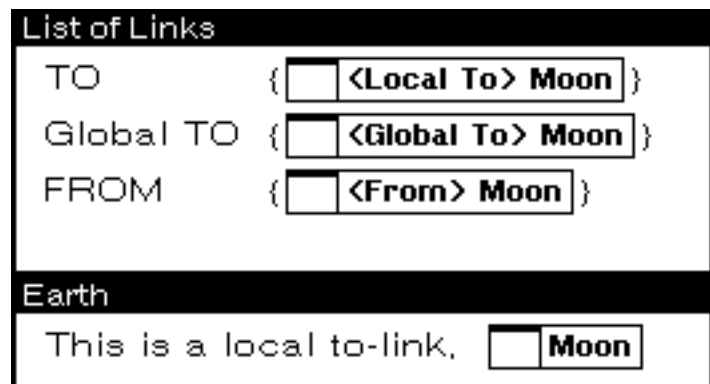 List of Links
TO { <Local To> Moon }
Global TO { <Global To> Moon }
FROM { <From> Moon }
Earth
This is a local to-link, Moon